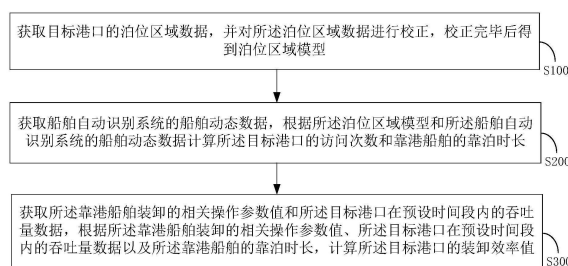 获取目标港口的泊位区域数据，并对所述泊位区域数据进行校正，校正完毕后得
到泊位区域模型
S100
获取船舶自动识别系统的船舶动态数据，根据所述泊位区域模型和所述船舶自动
识别系统的船舶动态数据计算所述目标港口的访问次数和靠港船舶的靠泊时长
S200
获取所述靠港船舶装卸的相关操作参数值和所述目标港口在预设时间段内的吞吐
量数据，根据所述靠港船舶装卸的相关操作参数值、所述目标港口在预设时间段
内的吞吐量数据以及所述靠港船舶的靠泊时长，计算所述目标港口的装卸效率值
S300